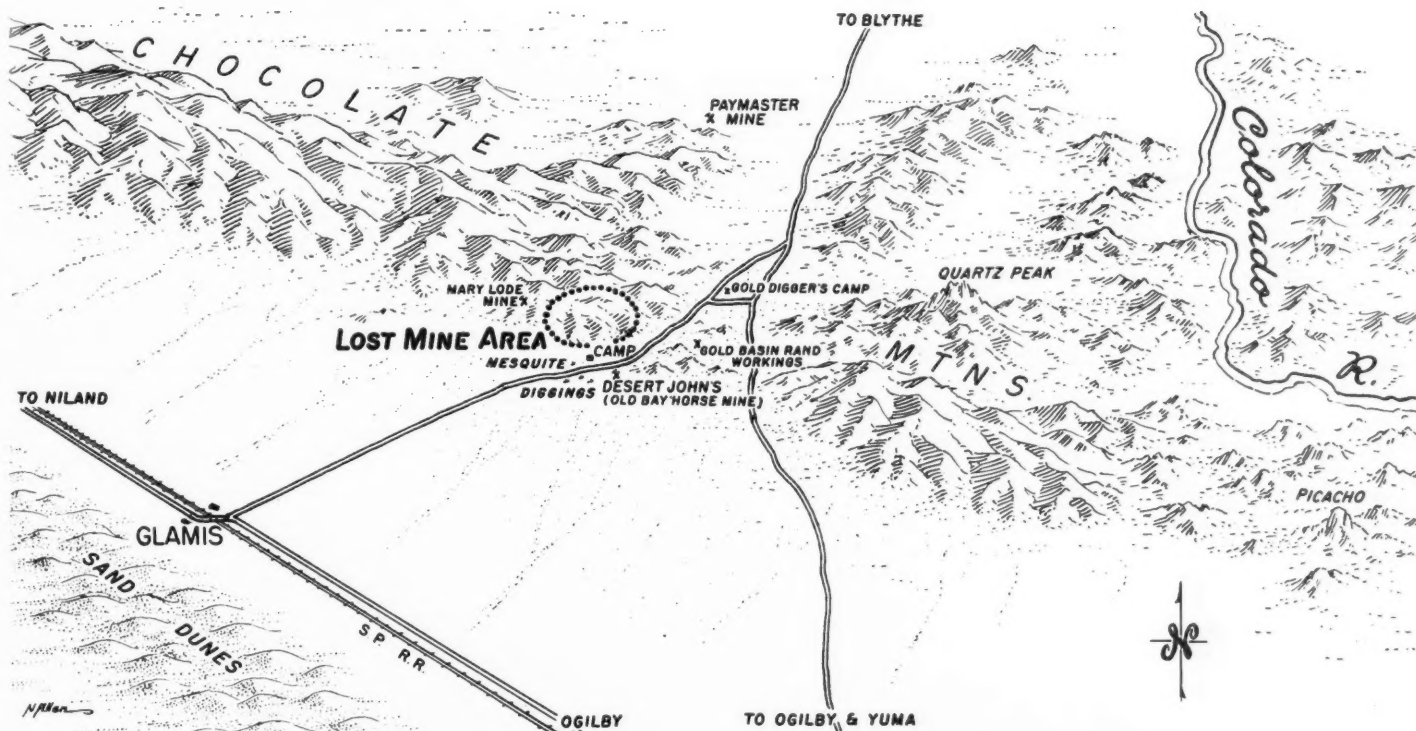 TO BLYTHE
CHOCOLATE
PAYMASTER
MINE
Colorado
QUARTZ PEAK
GOLD DIGGER'S CAMP
MARY LODE
MINE
LOST MINE AREA
CAMP
GOLD BASIN RAND
WORKINGS
MTNS
R.
MESQUITE
DIGGINGS
DESERT JOHN'S
(OLD BAY HORSE MINE)
TO NILAND
PICACHO
GLAMIS
SAND
DUNES
S.P. R.R.
N
OGILBY
TO OGILBY & YUMA